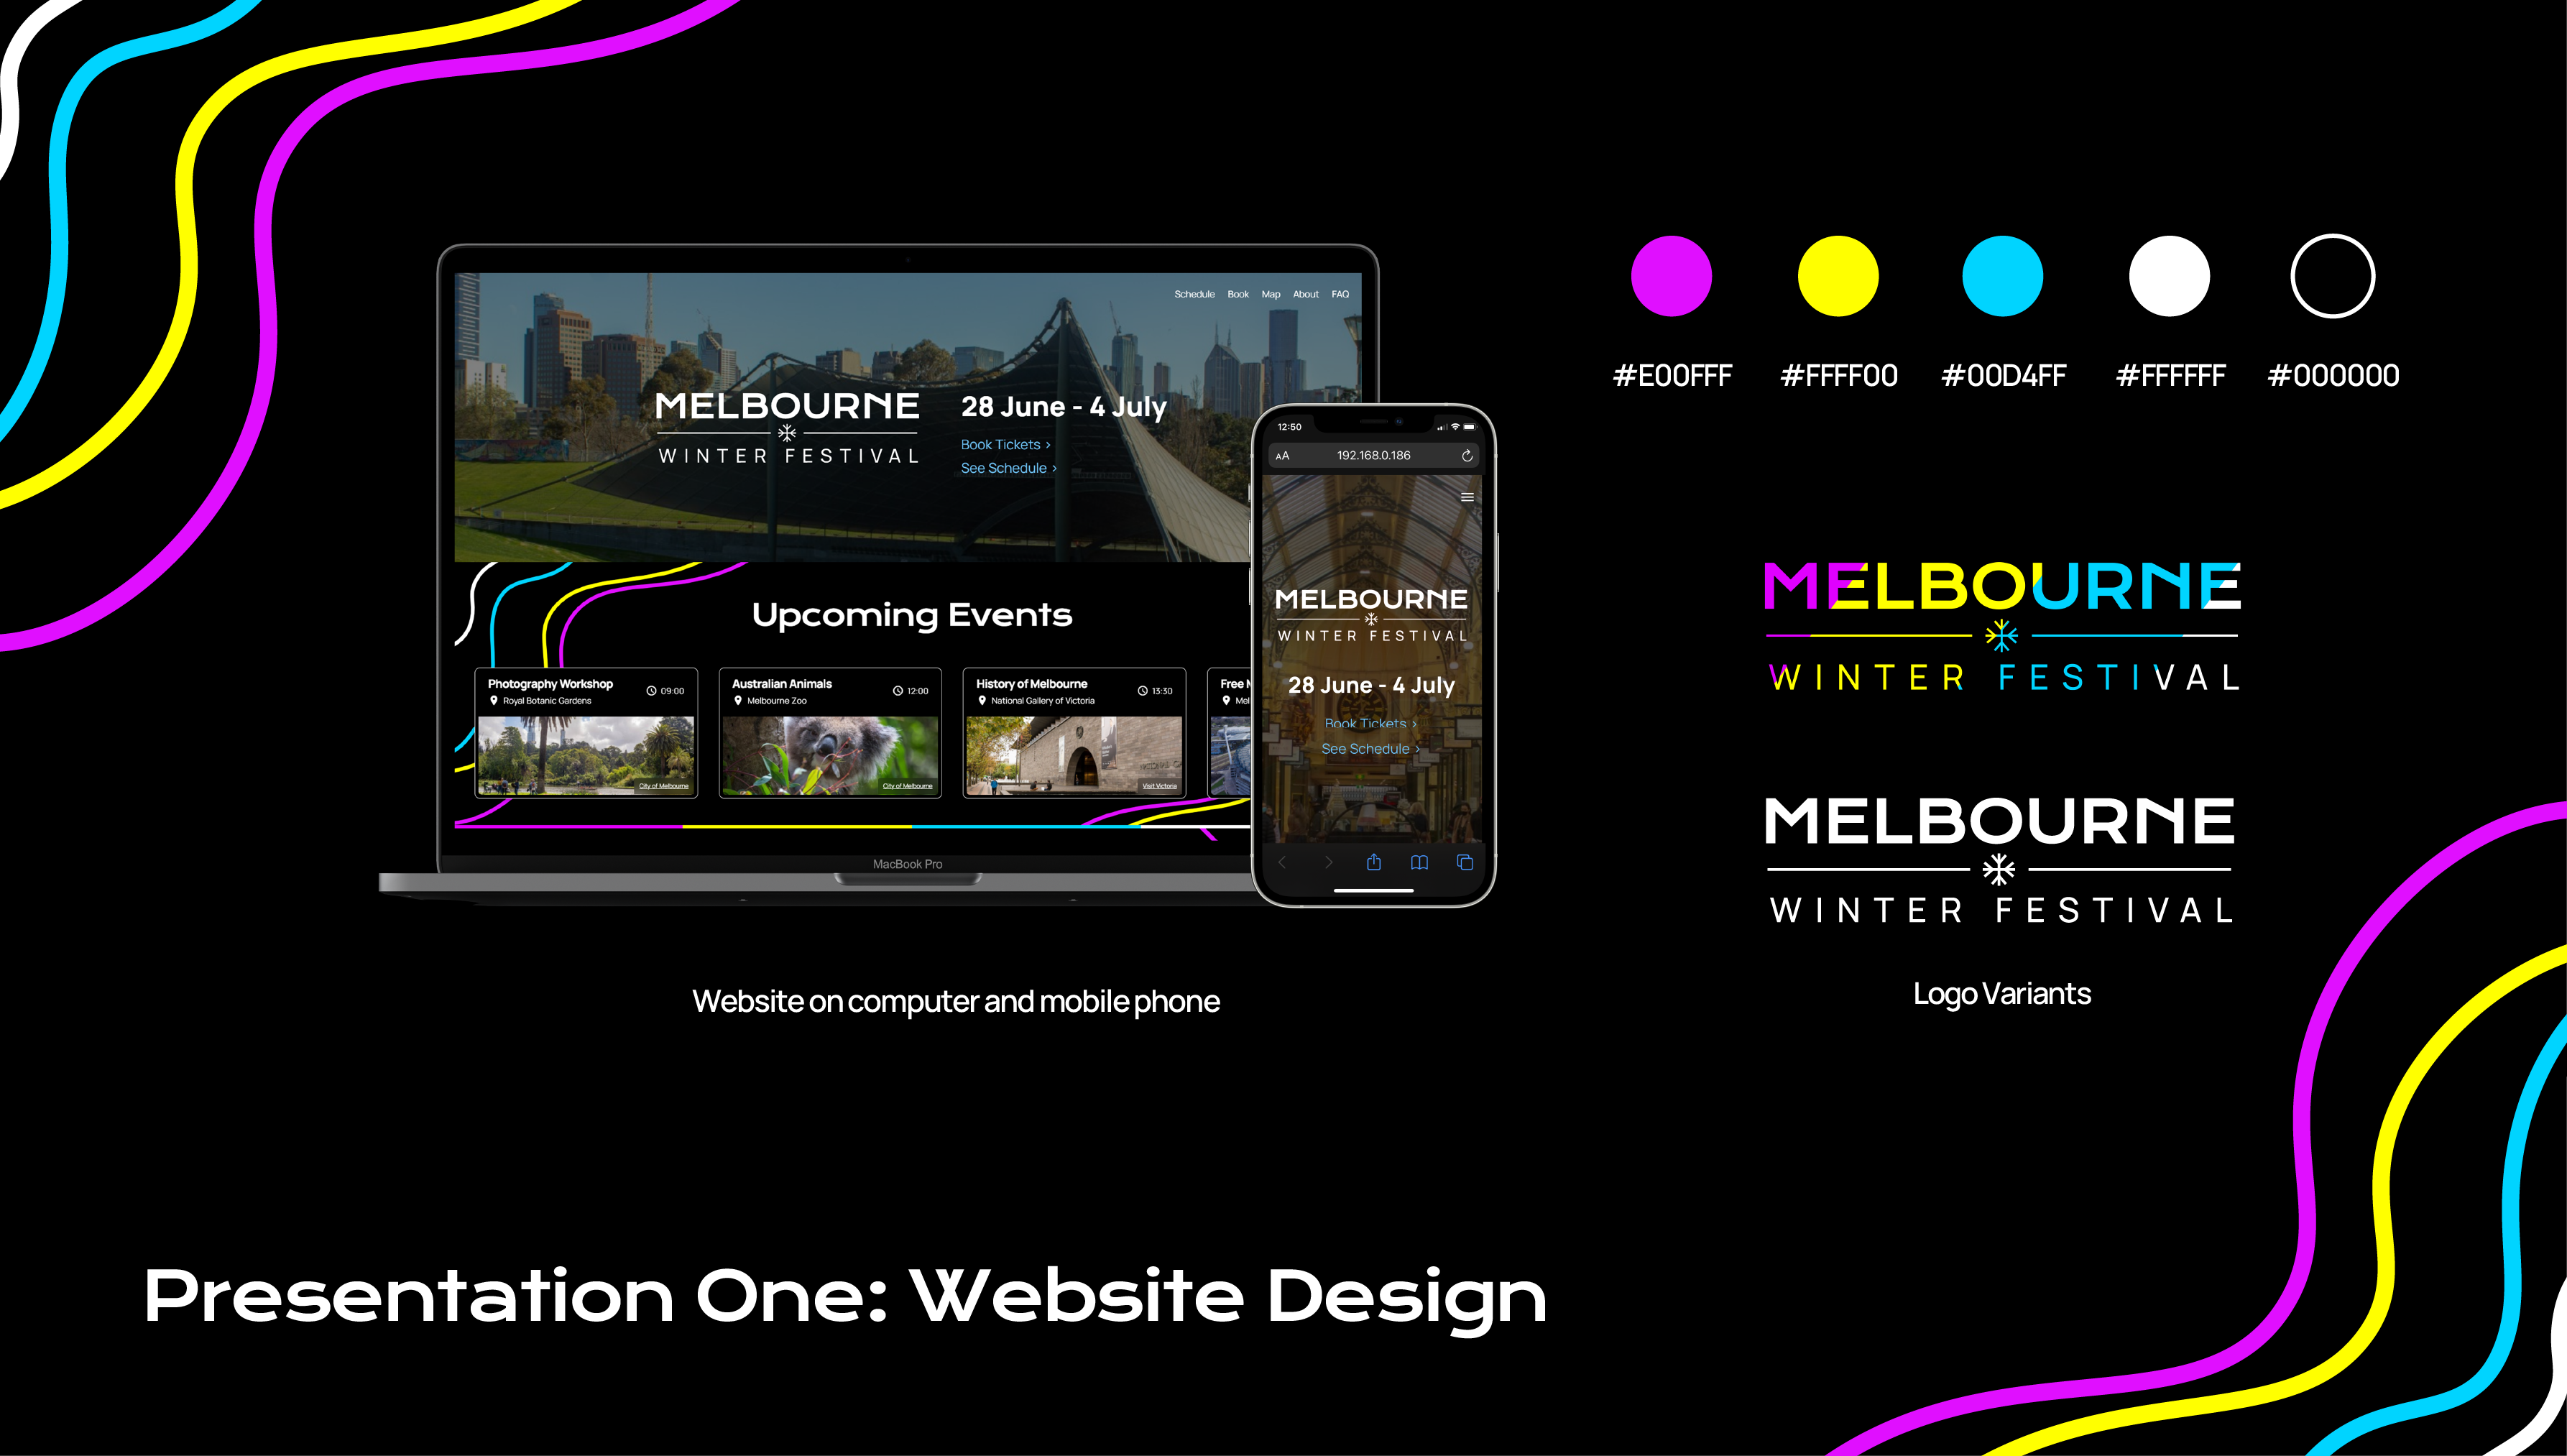 Schedule Book Map About FAQ
MELBOURNE
WINTER FESTIVAL
28 June - 4 July
Book Tickets ›
See Schedule ›
Upcoming Events
Photography Workshop
Royal Botanic Gardens
09:00
City of Melbourne
Australian Animals
Melbourne Zoo
12:00
City of Melbourne
History of Melbourne
National Gallery of Victoria
13:30
Visit Victoria
MacBook Pro
12:50
AA 192.168.0.186
MELBOURNE
WINTER FESTIVAL
28 June - 4 July
Book Tickets ›
See Schedule ›
Website on computer and mobile phone
#E00FFF #FFFF00 #00D4FF #FFFFFF #000000
MELBOURNE
WINTER FESTIVAL
MELBOURNE
WINTER FESTIVAL
Logo Variants
Presentation One: Website Design